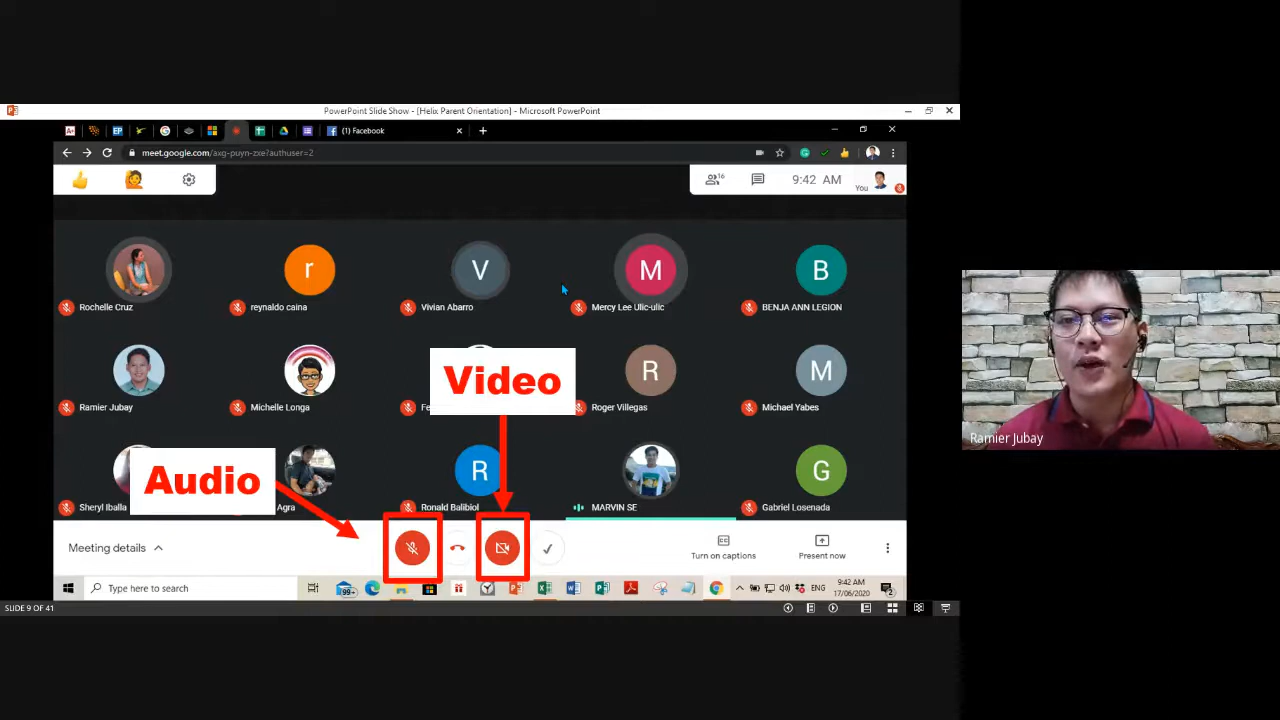 PowerPoint Slide Show - [Helix Parent Orientation] - Microsoft PowerPoint
(1) Facebook
meet.google.com/axg-puyn-zxe?authuser=2
16
9:42 AM
You
r
V
M
B
Rochelle Cruz
reynaldo caina
Vivian Abarro
Mercy Lee Ulic-ulic
BENJA ANN LEGION
Video
R
M
Ramier Jubay
Michelle Longa
Fe
Roger Villegas
Michael Yabes
Ramier Jubay
Audio
R
G
Sheryl Iballa
Agra
Ronald Balibiol
MARVIN SE
Gabriel Losenada
Meeting details
Turn on captions
Present now
Type here to search
99+
ENG
9:42 AM
17/06/2020
2
SLIDE 9 OF 41